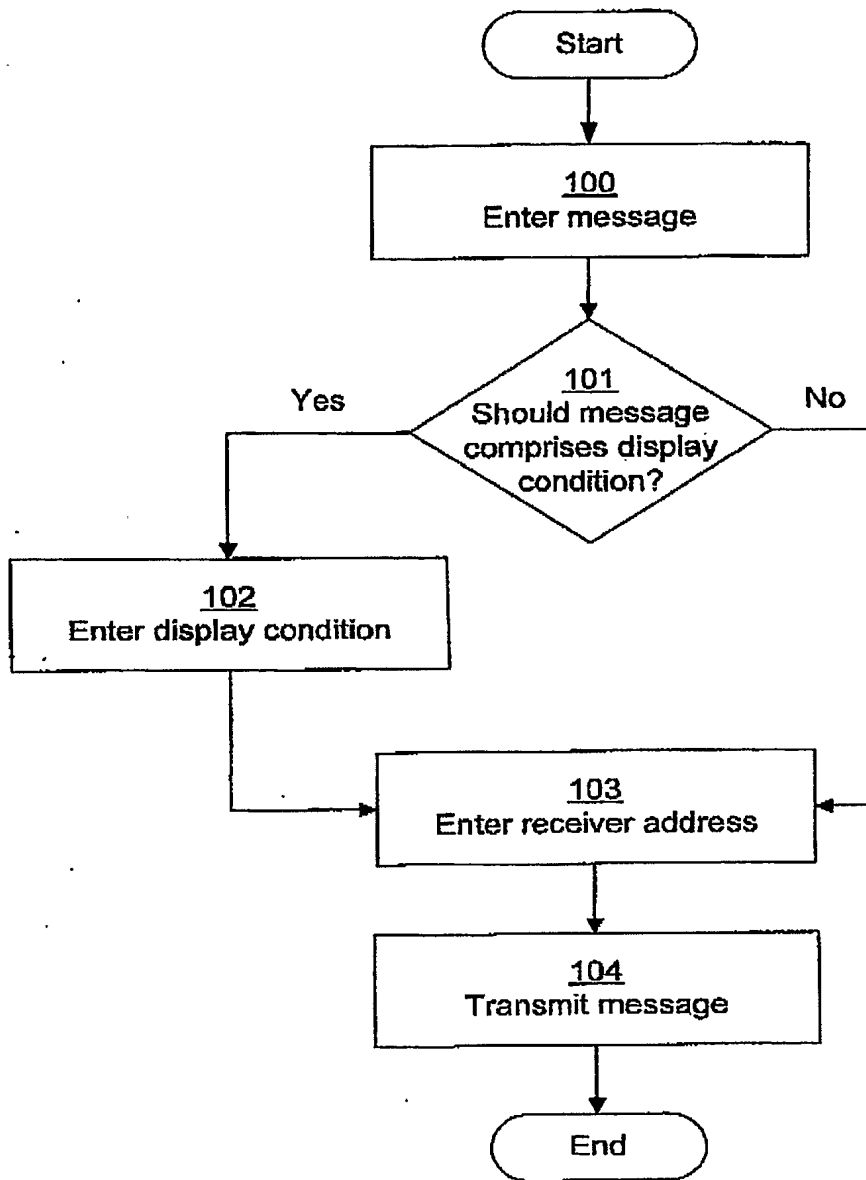 Start
100
Enter message
101
Should message
comprises display
condition?
Yes
No
102
Enter display condition
103
Enter receiver address
104
Transmit message
End